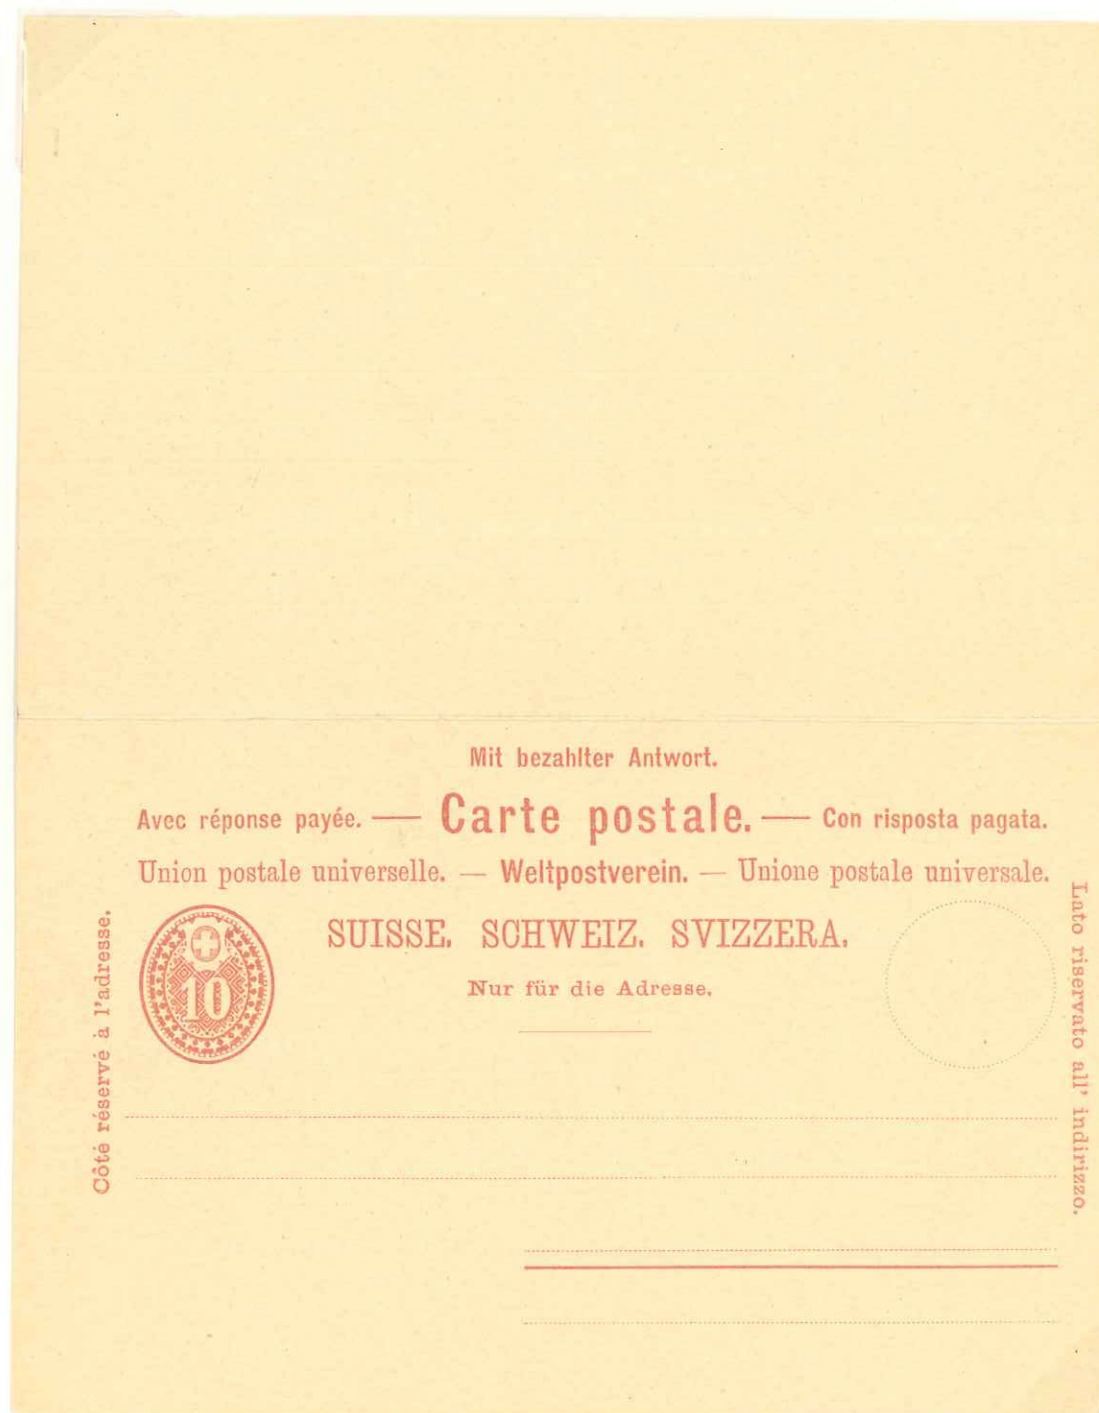 Mit bezahlter Antwort.
Avec réponse payée. — Carte postale. — Con risposta pagata.
Union postale universelle. — Weltpostverein. — Unione postale universale.
SUISSE. SCHWEIZ. SVIZZERA.
Nur für die Adresse.
10
Côté réservé à l'adresse.
Lato riservato all' indirizzo.